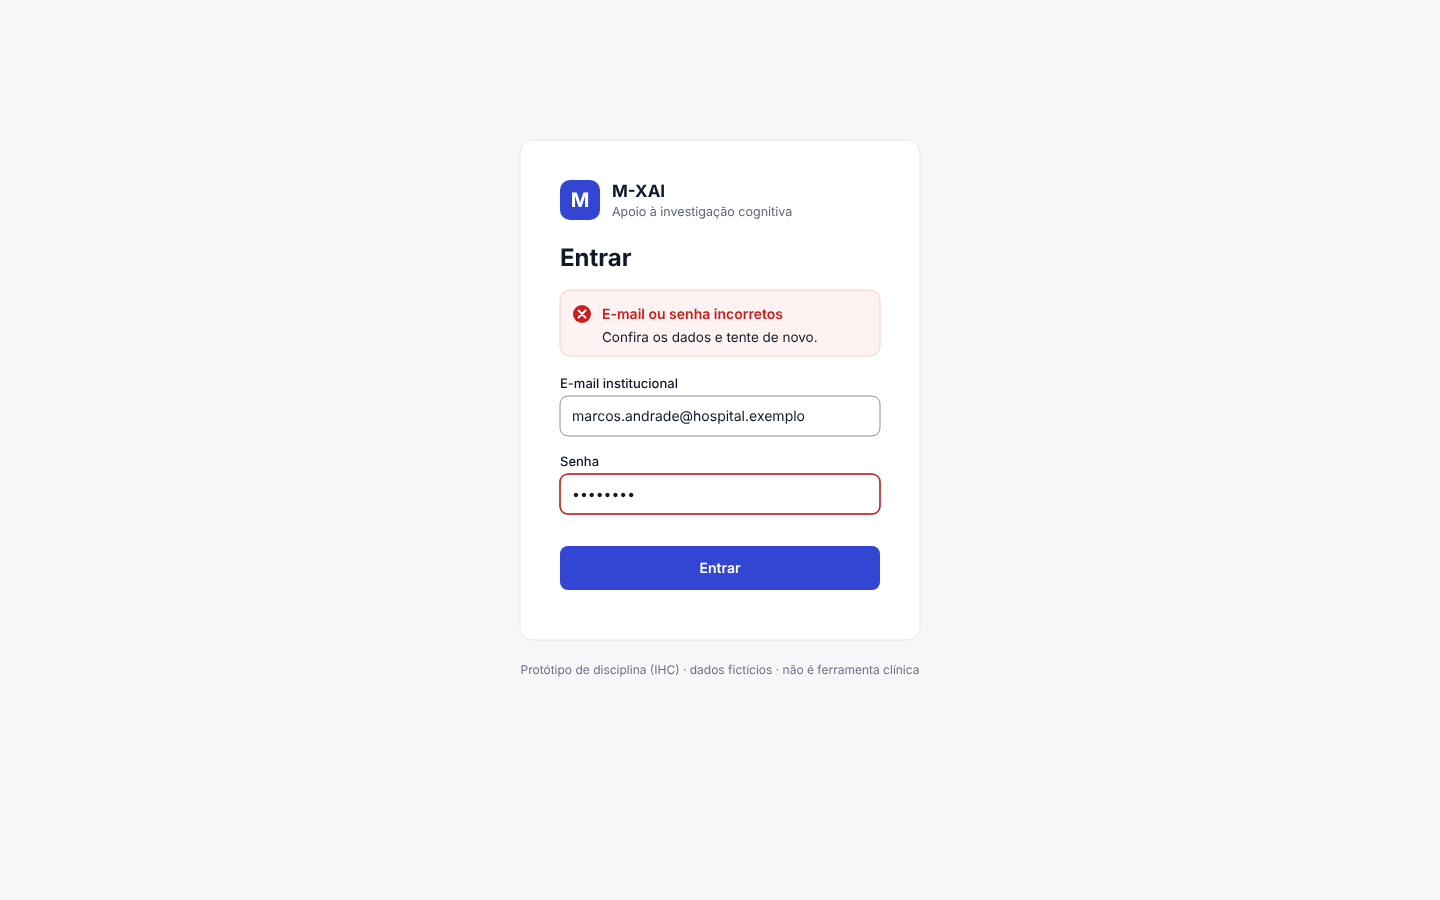 M
M-XAI
Apoio à investigação cognitiva
Entrar
E-mail ou senha incorretos
Confira os dados e tente de novo.
E-mail institucional
marcos.andrade@hospital.exemplo
Senha
••••••••
Entrar
Protótipo de disciplina (IHC) · dados fictícios · não é ferramenta clínica